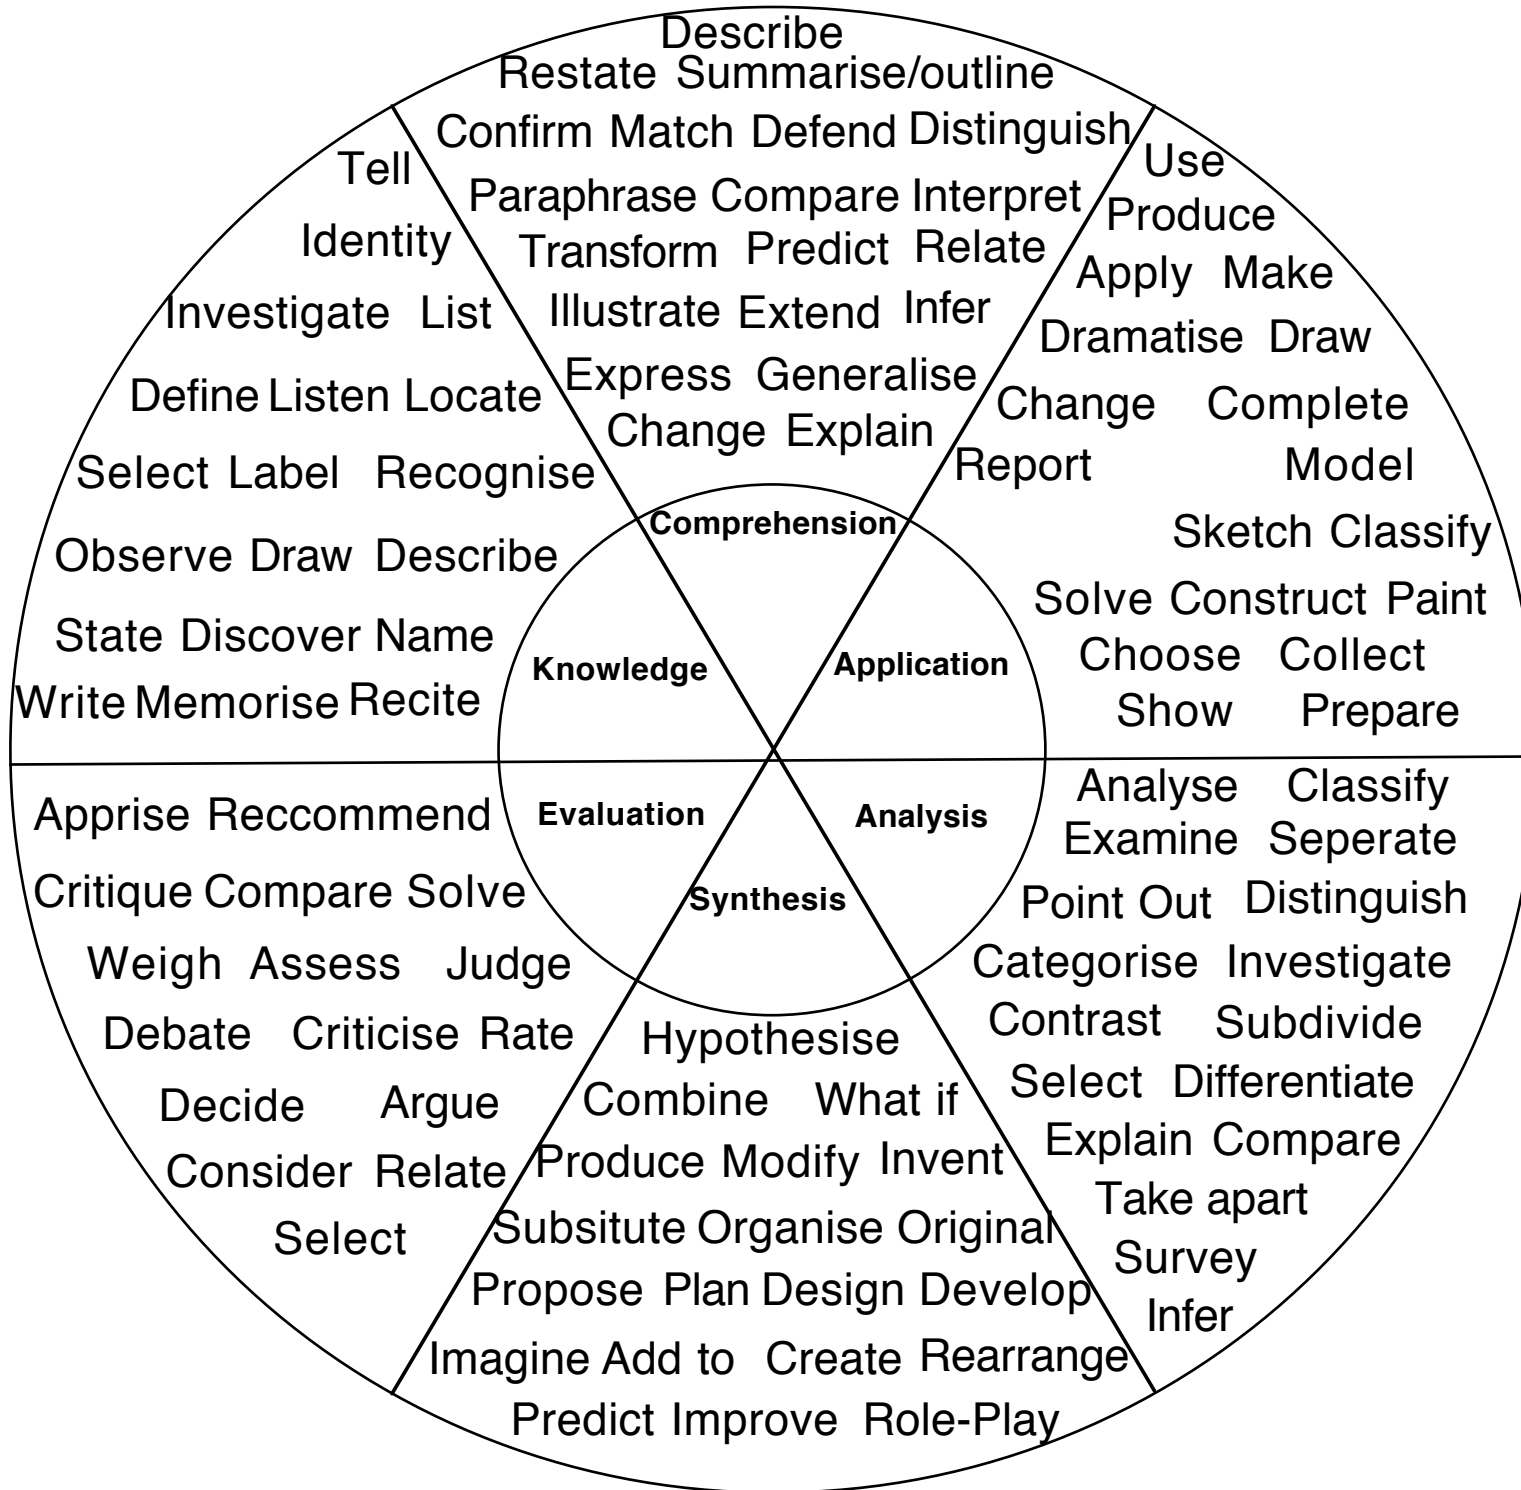 Describe
Restate Summarise/outline
Confirm Match Defend Distinguish
Paraphrase Compare Interpret
Transform Predict Relate
Illustrate Extend Infer
Express Generalise
Change Explain
Comprehension
Use
Produce
Apply Make
Dramatise Draw
Change Complete
Report Model
Sketch Classify
Solve Construct Paint
Choose Collect
Show Prepare
Application
Analyse Classify
Examine Seperate
Point Out Distinguish
Categorise Investigate
Contrast Subdivide
Select Differentiate
Explain Compare
Take apart
Survey
Infer
Analysis
Synthesis
Hypothesise
Combine What if
Produce Modify Invent
Subsitute Organise Original
Propose Plan Design Develop
Imagine Add to Create Rearrange
Predict Improve Role-Play
Evaluation
Apprise Reccommend
Critique Compare Solve
Weigh Assess Judge
Debate Criticise Rate
Decide Argue
Consider Relate
Select
Knowledge
Tell
Identity
Investigate List
Define Listen Locate
Select Label Recognise
Observe Draw Describe
State Discover Name
Write Memorise Recite